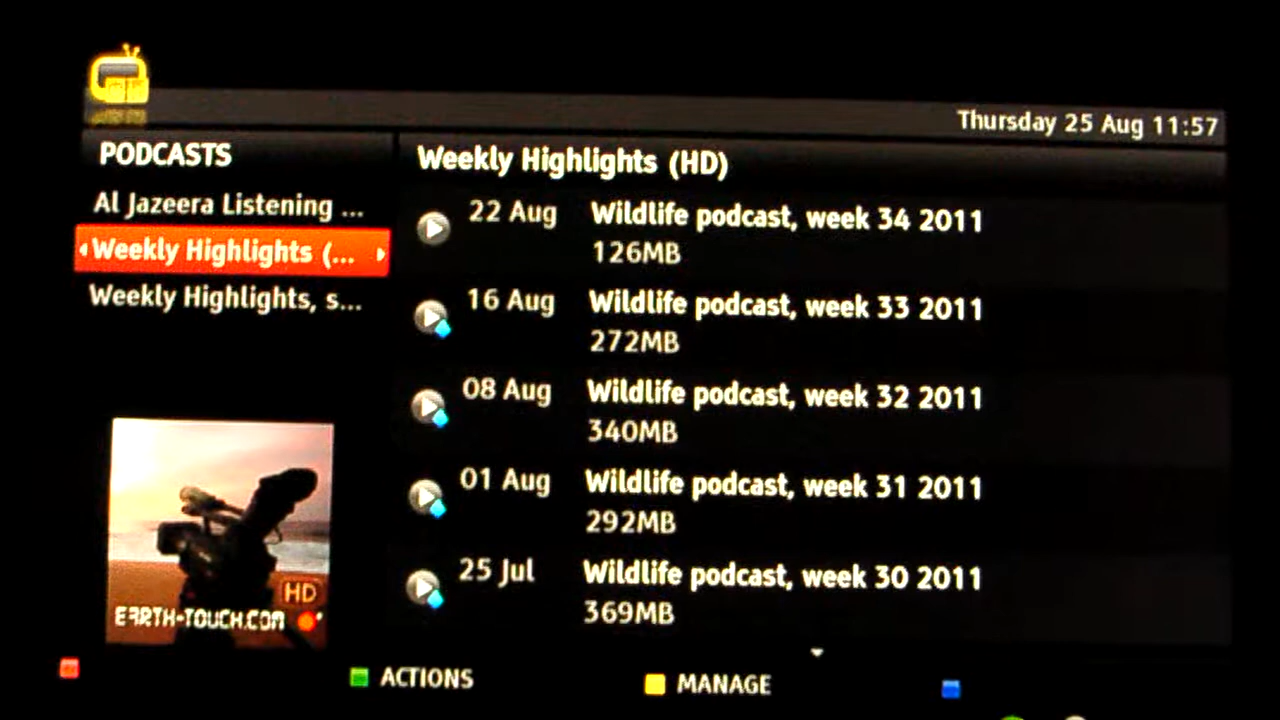 Thursday 25 Aug 11:57
PODCASTS
Al Jazeera Listening ...
Weekly Highlights (...
Weekly Highlights, s...
Weekly Highlights (HD)
22 Aug Wildlife podcast, week 34 2011
126MB
16 Aug Wildlife podcast, week 33 2011
272MB
08 Aug Wildlife podcast, week 32 2011
340MB
01 Aug Wildlife podcast, week 31 2011
292MB
25 Jul Wildlife podcast, week 30 2011
369MB
HD
EARTH-TOUCH.COM
ACTIONS
MANAGE